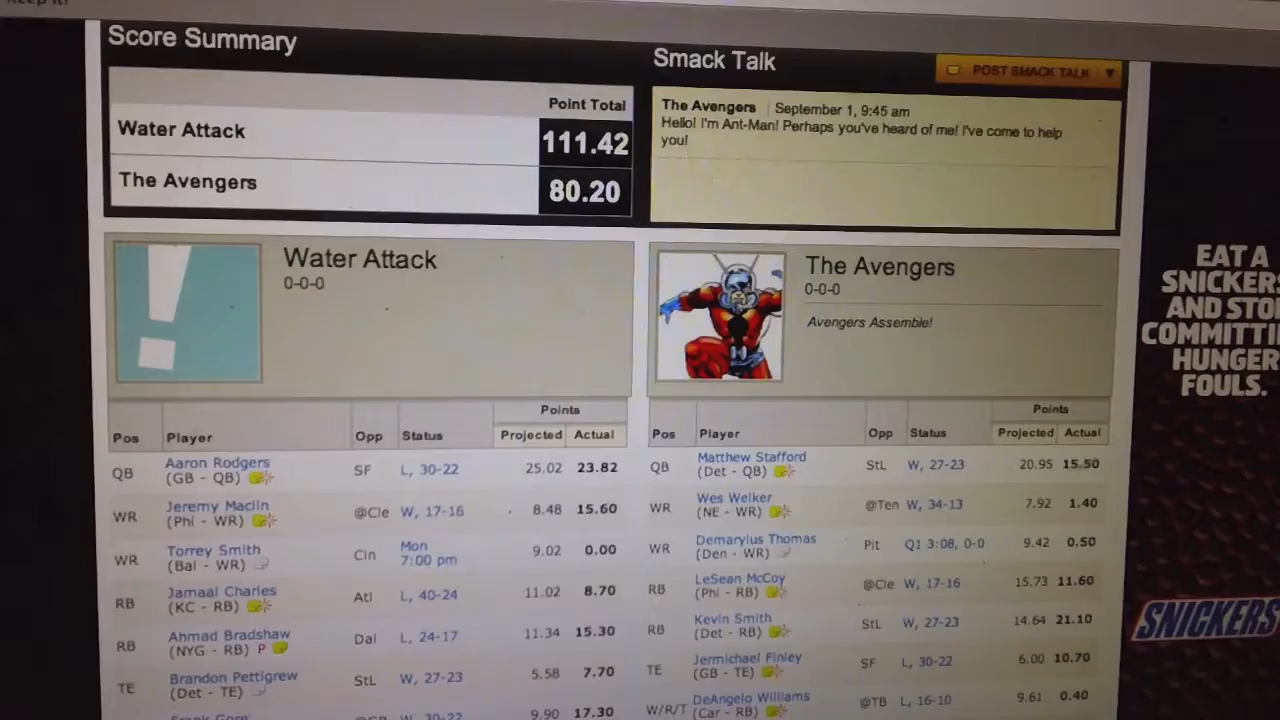 Score Summary
Point Total
Water Attack 111.42
The Avengers 80.20
Smack Talk
POST SMACK TALK
The Avengers September 1, 9:45 am
Hello! I'm Ant-Man! Perhaps you've heard of me! I've come to help
you!
Water Attack
0-0-0
The Avengers
0-0-0
Avengers Assemble!
Points
Pos Player Opp Status Projected Actual
QB Aaron Rodgers (GB - QB) SF L, 30-22 25.02 23.82
WR Jeremy Maclin (Phi - WR) @Cle W, 17-16 8.48 15.60
WR Torrey Smith (Bal - WR) Cin Mon 7:00 pm 9.02 0.00
RB Jamaal Charles (KC - RB) Atl L, 40-24 11.02 8.70
RB Ahmad Bradshaw (NYG - RB) P Dal L, 24-17 11.34 15.30
TE Brandon Pettigrew (Det - TE) StL W, 27-23 5.58 7.70
Frank Gore 30-22 9.90 17.30
Points
Pos Player Opp Status Projected Actual
QB Matthew Stafford (Det - QB) StL W, 27-23 20.95 15.50
WR Wes Welker (NE - WR) @Ten W, 34-13 7.92 1.40
WR Demaryius Thomas (Den - WR) Pit Q1 3:08, 0-0 9.42 0.50
RB LeSean McCoy (Phi - RB) @Cle W, 17-16 15.73 11.60
RB Kevin Smith (Det - RB) StL W, 27-23 14.64 21.10
TE Jermichael Finley (GB - TE) SF L, 30-22 6.00 10.70
W/R/T DeAngelo Williams (Car - RB) @TB L, 16-10 9.61 0.40
EAT A
SNICKERS
AND STO
COMMITTI
HUNGER
FOULS.
SNICKERS